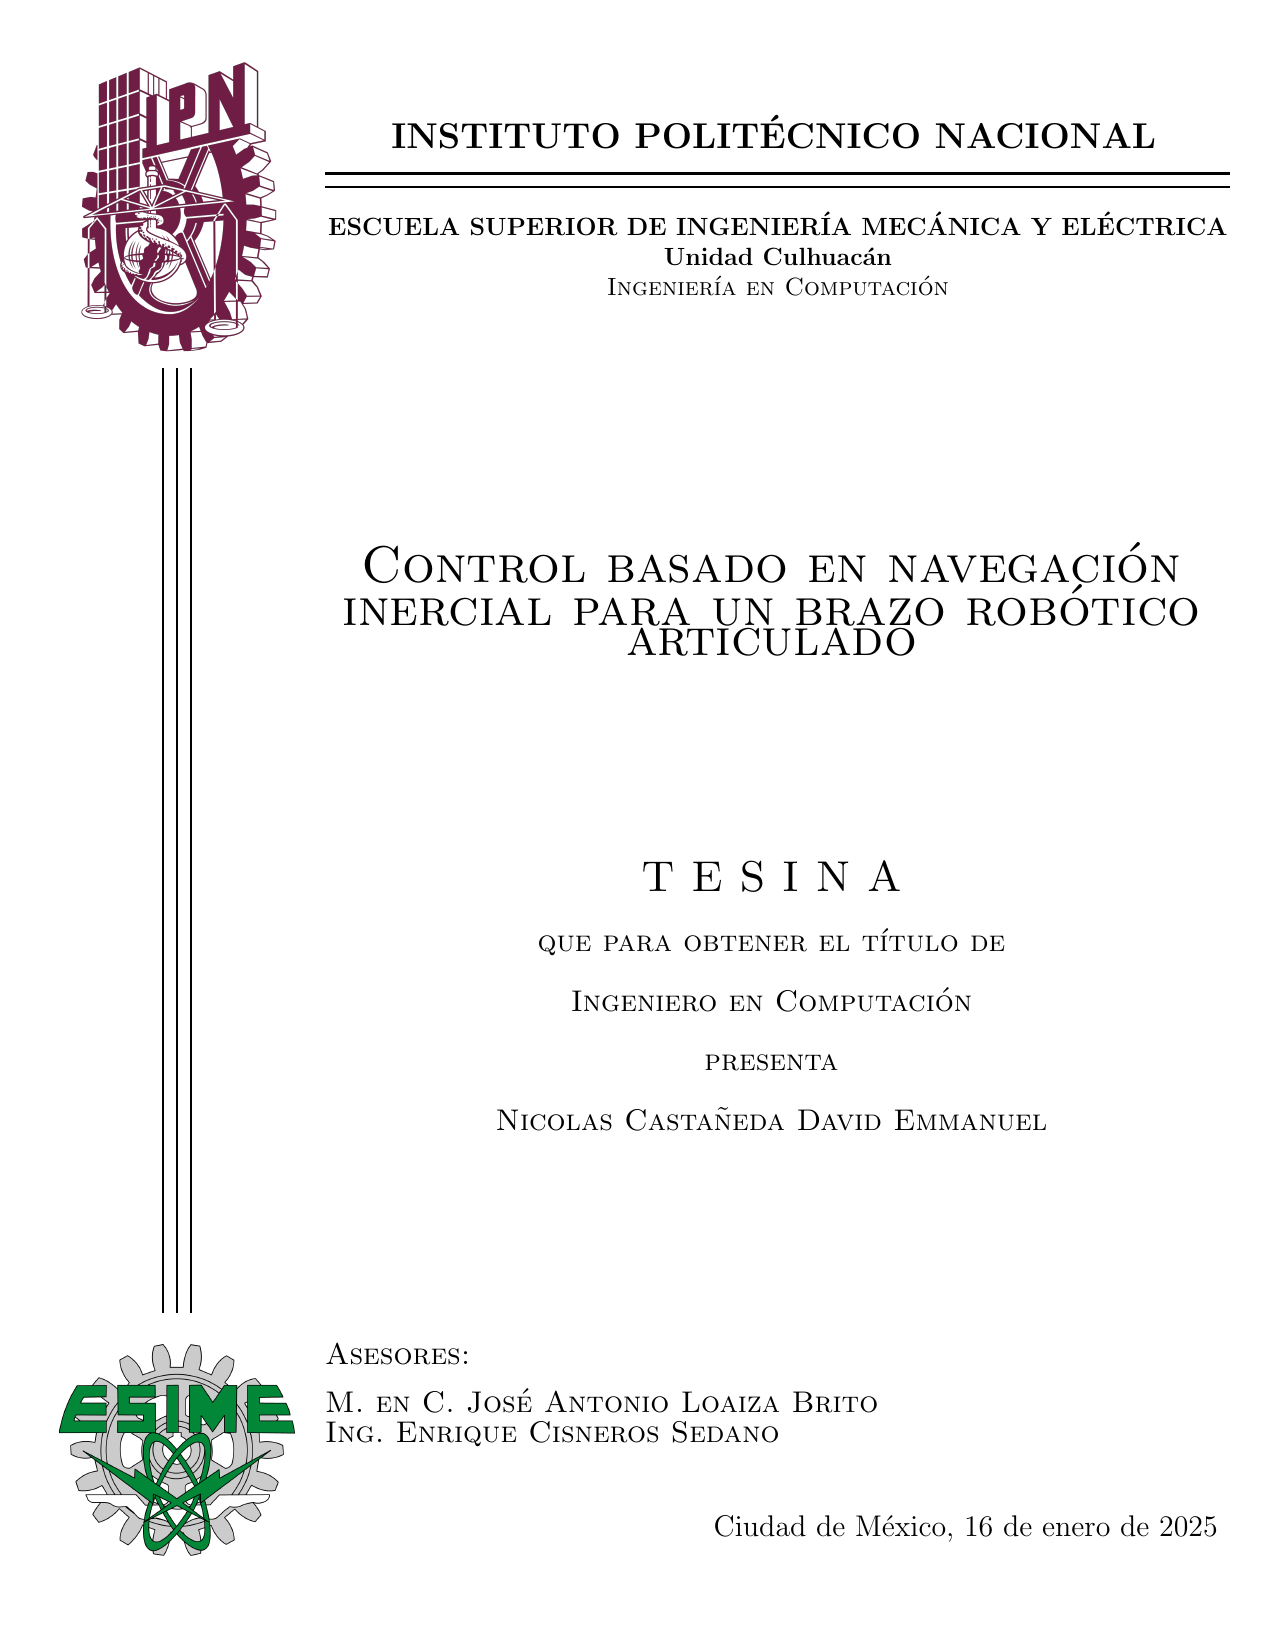 IPN
INSTITUTO POLITÉCNICO NACIONAL
ESCUELA SUPERIOR DE INGENIERÍA MECÁNICA Y ELÉCTRICA
Unidad Culhuacán
Ingeniería en Computación
Control basado en navegación
inercial para un brazo robótico
articulado
T E S I N A
que para obtener el título de
Ingeniero en Computación
presenta
Nicolas Castañeda David Emmanuel
Asesores:
M. en C. José Antonio Loaiza Brito
Ing. Enrique Cisneros Sedano
ESIME
Ciudad de México, 16 de enero de 2025